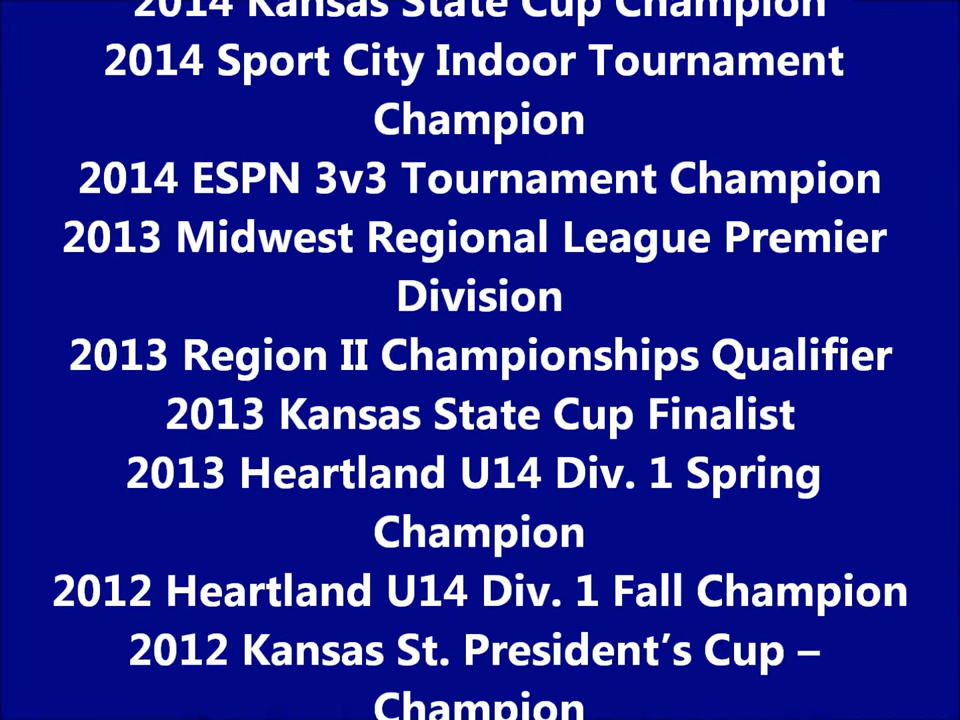 2014 Kansas State Cup Champion
2014 Sport City Indoor Tournament
Champion
2014 ESPN 3v3 Tournament Champion
2013 Midwest Regional League Premier
Division
2013 Region II Championships Qualifier
2013 Kansas State Cup Finalist
2013 Heartland U14 Div. 1 Spring
Champion
2012 Heartland U14 Div. 1 Fall Champion
2012 Kansas St. President’s Cup –
Champion